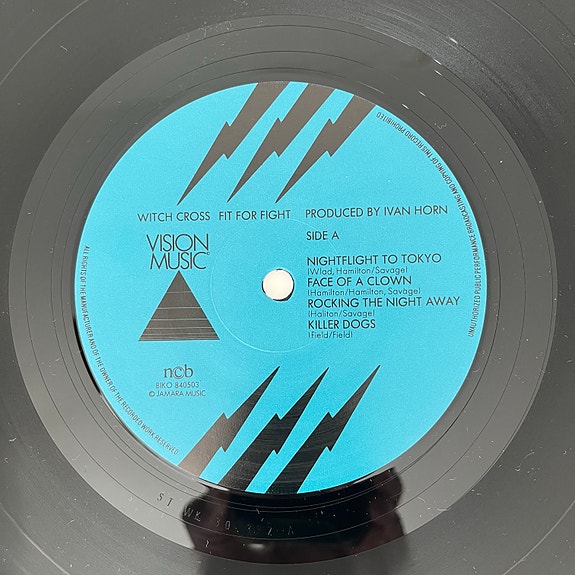 WITCH CROSS FIT FOR FIGHT PRODUCED BY IVAN HORN
VISION
MUSIC
SIDE A
NIGHTFLIGHT TO TOKYO
(Wlad, Hamilton/Savage)
FACE OF A CLOWN
(Hamilton/Hamilton, Savage)
ROCKING THE NIGHT AWAY
(Haliton/Savage)
KILLER DOGS
(Field/Field)
ncb
BIKO 840503
© JAMARA MUSIC
ALL RIGHTS OF THE MANUFACTURER AND OF THE OWNER OF THE RECORDED WORK RESERVED
UNAUTHORIZED PUBLIC PERFORMANCE, BROADCASTING AND COPYING OF THIS RECORD PROHIBITED